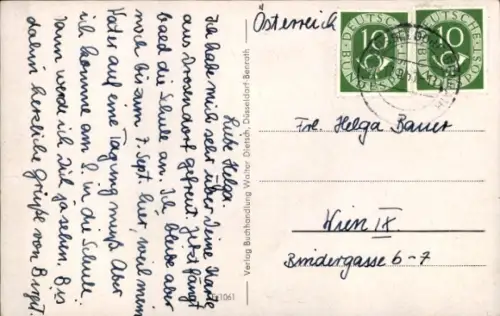 Liebe Helga
Ich habe mich sehr über Deine Karte
aus Drosendorf gefreut. Jetzt fängt
bald die Schule an. Ich bleibe aber
noch bis zum 7. Sept. hier, weil mein
Vater auf eine Tagung muß. Aber
ich komme am 8. in die Schule.
Dann werde ich Dich ja sehen. Bis
dahin herzliche Grüße von Birgit.
Verlag Buchhandlung Walter Dietsch, Düsseldorf-Benrath
1061
Österreich
DEUTSCHE BUNDESPOST
10
DEUTSCHE BUNDESPOST
10
Frl. Helga Bauer
Wien IX.
Bindergasse 6-7